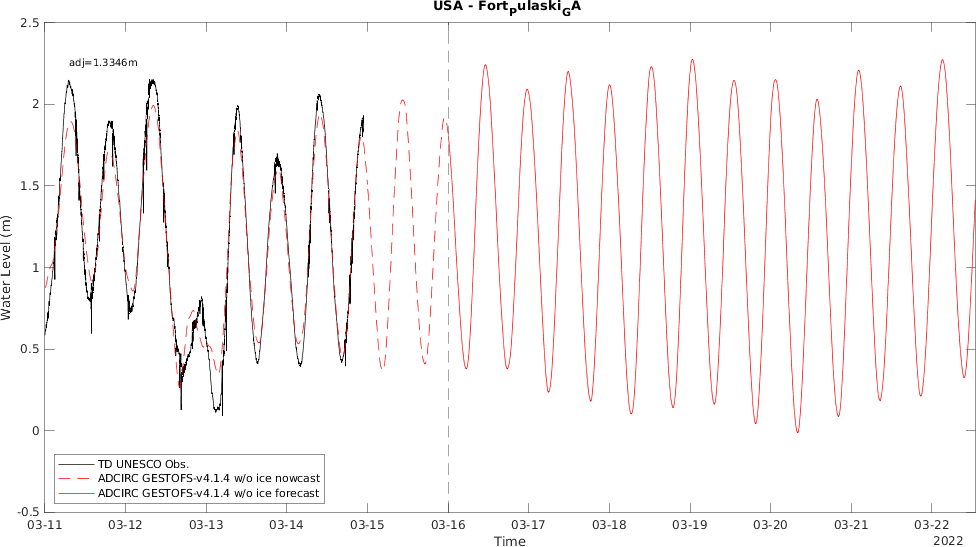 USA - Fort_Pulaski_GA
2.5
adj=1.3346m
2
1.5
1
0.5
0
-0.5
Water Level (m)
TD UNESCO Obs.
ADCIRC GESTOFS-v4.1.4 w/o ice nowcast
ADCIRC GESTOFS-v4.1.4 w/o ice forecast
03-11 03-12 03-13 03-14 03-15 03-16 03-17 03-18 03-19 03-20 03-21 03-22
Time
2022